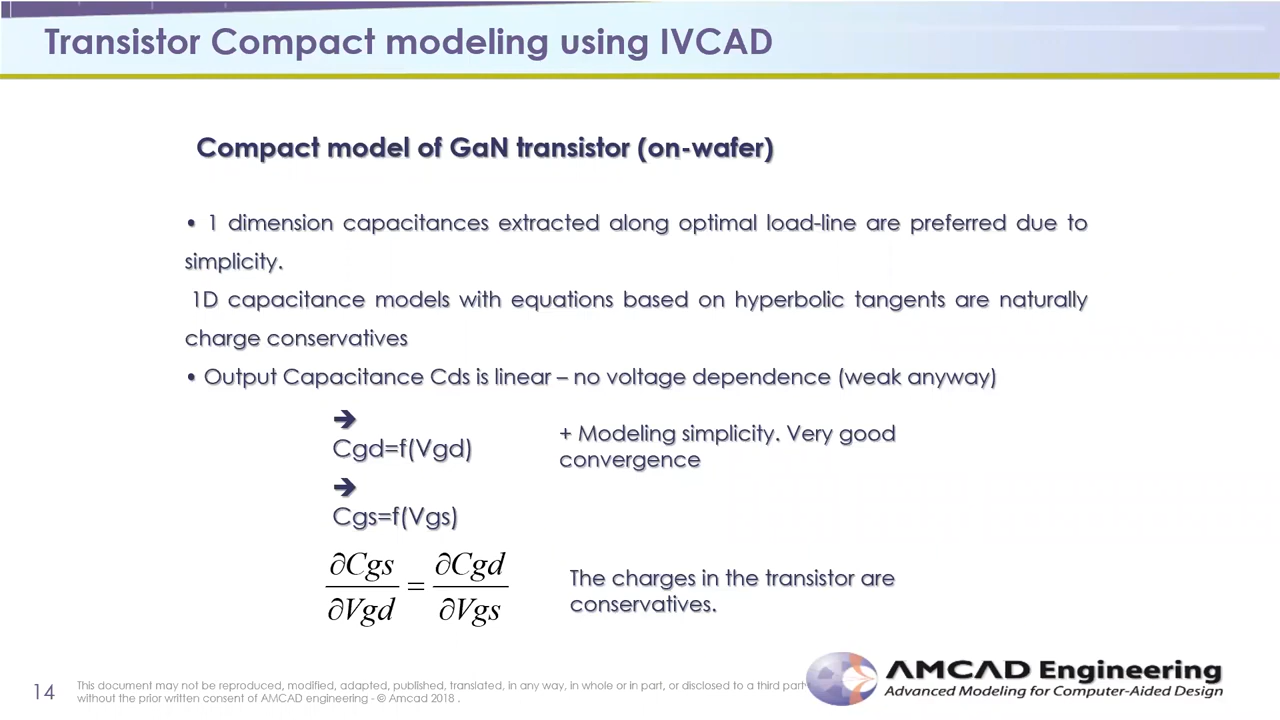 Transistor Compact modeling using IVCAD
Compact model of GaN transistor (on-wafer)
• 1 dimension capacitances extracted along optimal load-line are preferred due to
simplicity.
1D capacitance models with equations based on hyperbolic tangents are naturally
charge conservatives
• Output Capacitance Cds is linear – no voltage dependence (weak anyway)
➔
Cgd=f(Vgd)
+ Modeling simplicity. Very good
convergence
➔
Cgs=f(Vgs)
∂Cgs/∂Vgd = ∂Cgd/∂Vgs
The charges in the transistor are
conservatives.
14
This document may not be reproduced, modified, adapted, published, translated, in any way, in whole or in part, or disclosed to a third
without the prior written consent of AMCAD engineering - © Amcad 2018 .
AMCAD Engineering
Advanced Modeling for Computer-Aided Design